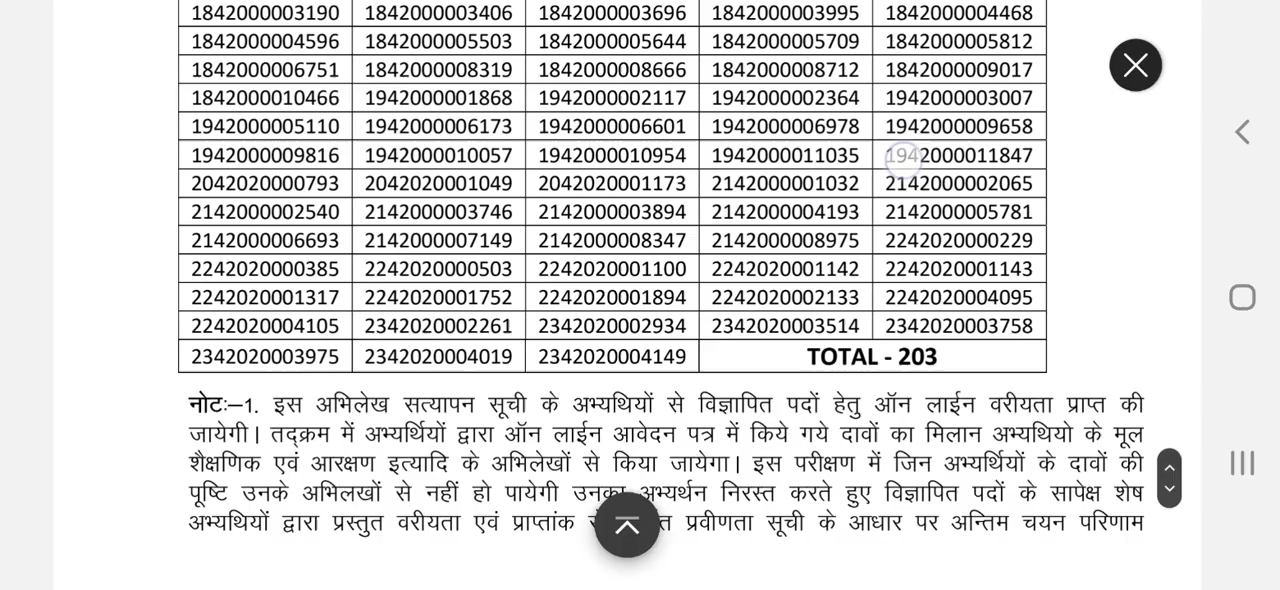 1842000003190 1842000003406 1842000003696 1842000003995 1842000004468
1842000004596 1842000005503 1842000005644 1842000005709 1842000005812
1842000006751 1842000008319 1842000008666 1842000008712 1842000009017
1842000010466 1942000001868 1942000002117 1942000002364 1942000003007
1942000005110 1942000006173 1942000006601 1942000006978 1942000009658
1942000009816 1942000010057 1942000010954 1942000011035 1942000011847
2042020000793 2042020001049 2042020001173 2142000001032 2142000002065
2142000002540 2142000003746 2142000003894 2142000004193 2142000005781
2142000006693 2142000007149 2142000008347 2142000008975 2242020000229
2242020000385 2242020000503 2242020001100 2242020001142 2242020001143
2242020001317 2242020001752 2242020001894 2242020002133 2242020004095
2242020004105 2342020002261 2342020002934 2342020003514 2342020003758
2342020003975 2342020004019 2342020004149 TOTAL - 203
नोटः–1. इस अभिलेख सत्यापन सूची के अभ्यथियों से विज्ञापित पदों हेतु ऑन लाईन वरीयता प्राप्त की
जायेगी। तद्क्रम में अभ्यर्थियों द्वारा ऑन लाईन आवेदन पत्र में किये गये दावों का मिलान अभ्यथियो के मूल
शैक्षणिक एवं आरक्षण इत्यादि के अभिलेखों से किया जायेगा। इस परीक्षण में जिन अभ्यर्थियों के दावों की
पूष्टि उनके अभिलखों से नहीं हो पायेगी उनका अभ्यर्थन निरस्त करते हुए विज्ञापित पदों के सापेक्ष शेष
अभ्यथियों द्वारा प्रस्तुत वरीयता एवं प्राप्तांक प्रवीणता सूची के आधार पर अन्तिम चयन परिणाम